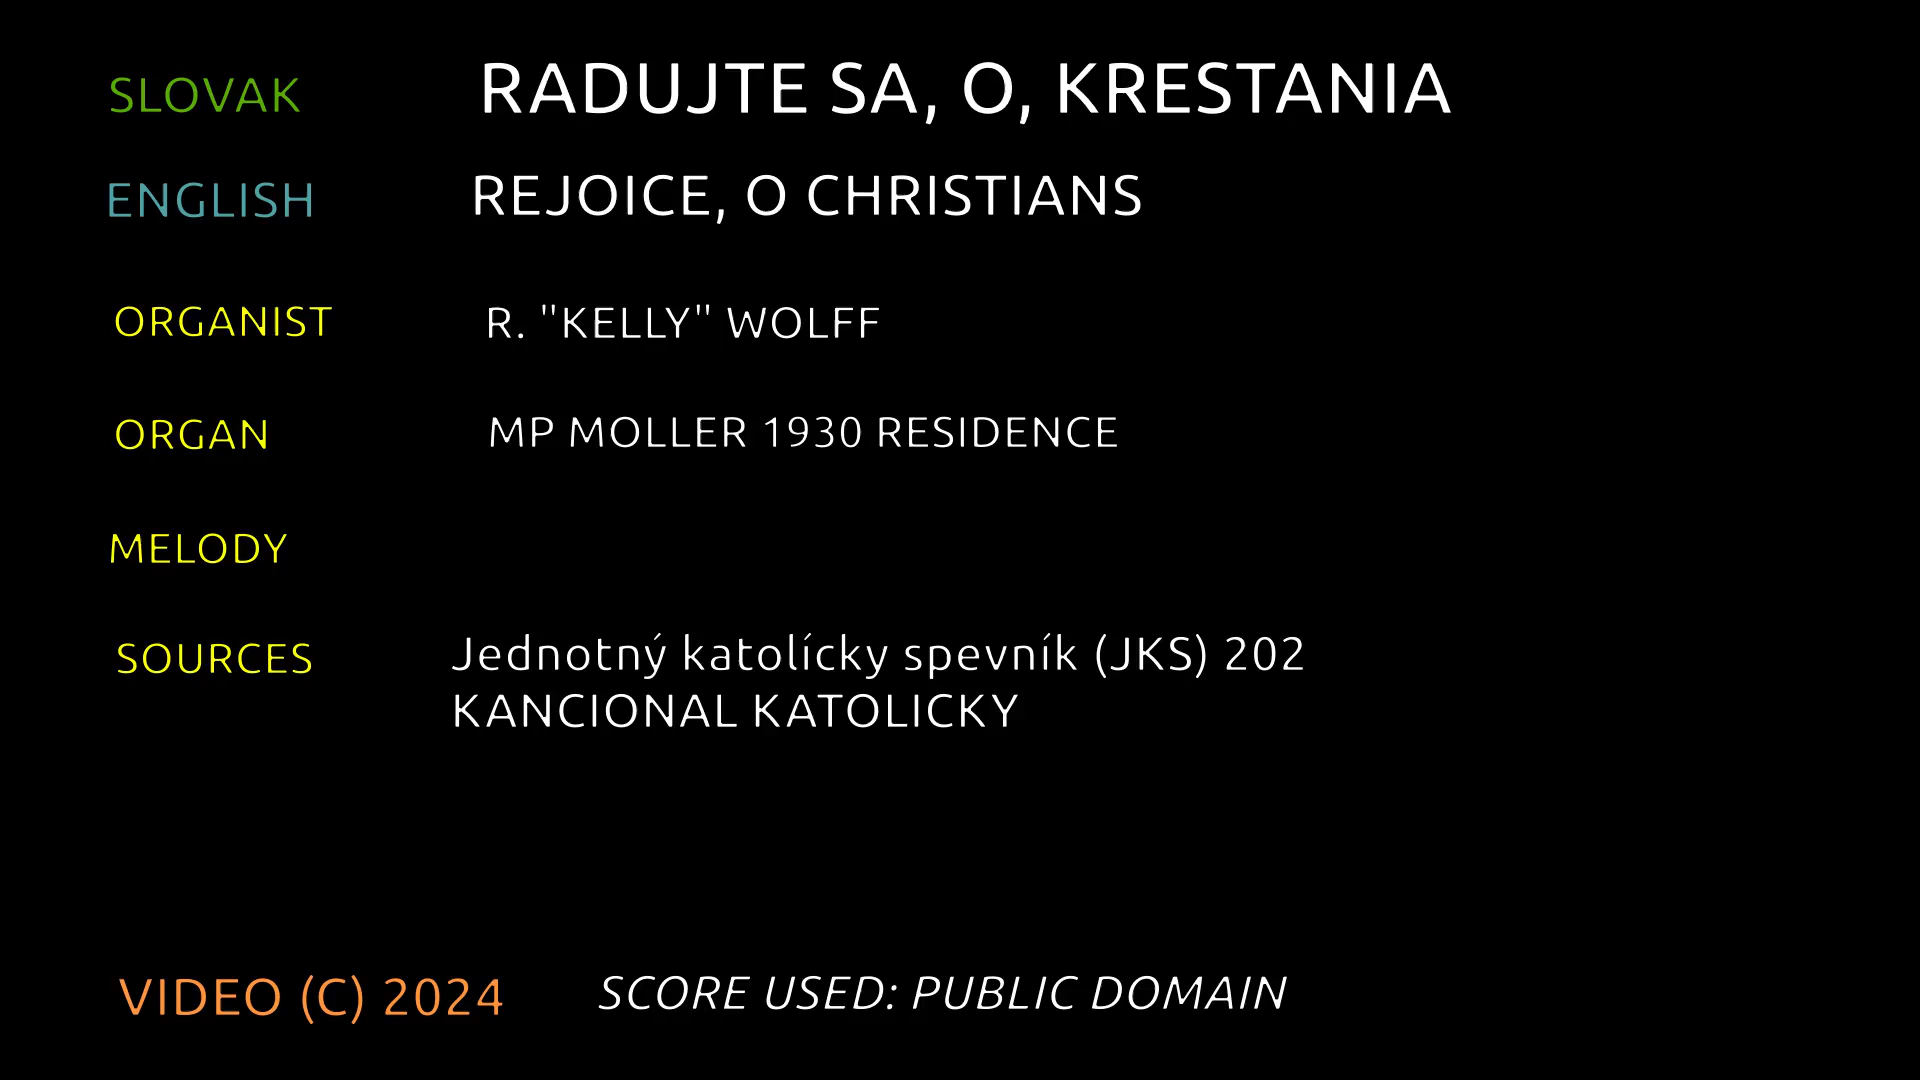 SLOVAK RADUJTE SA, O, KRESTANIA
ENGLISH REJOICE, O CHRISTIANS
ORGANIST R. "KELLY" WOLFF
ORGAN MP MOLLER 1930 RESIDENCE
MELODY
SOURCES Jednotný katolícky spevník (JKS) 202
KANCIONAL KATOLICKY
VIDEO (C) 2024 SCORE USED: PUBLIC DOMAIN